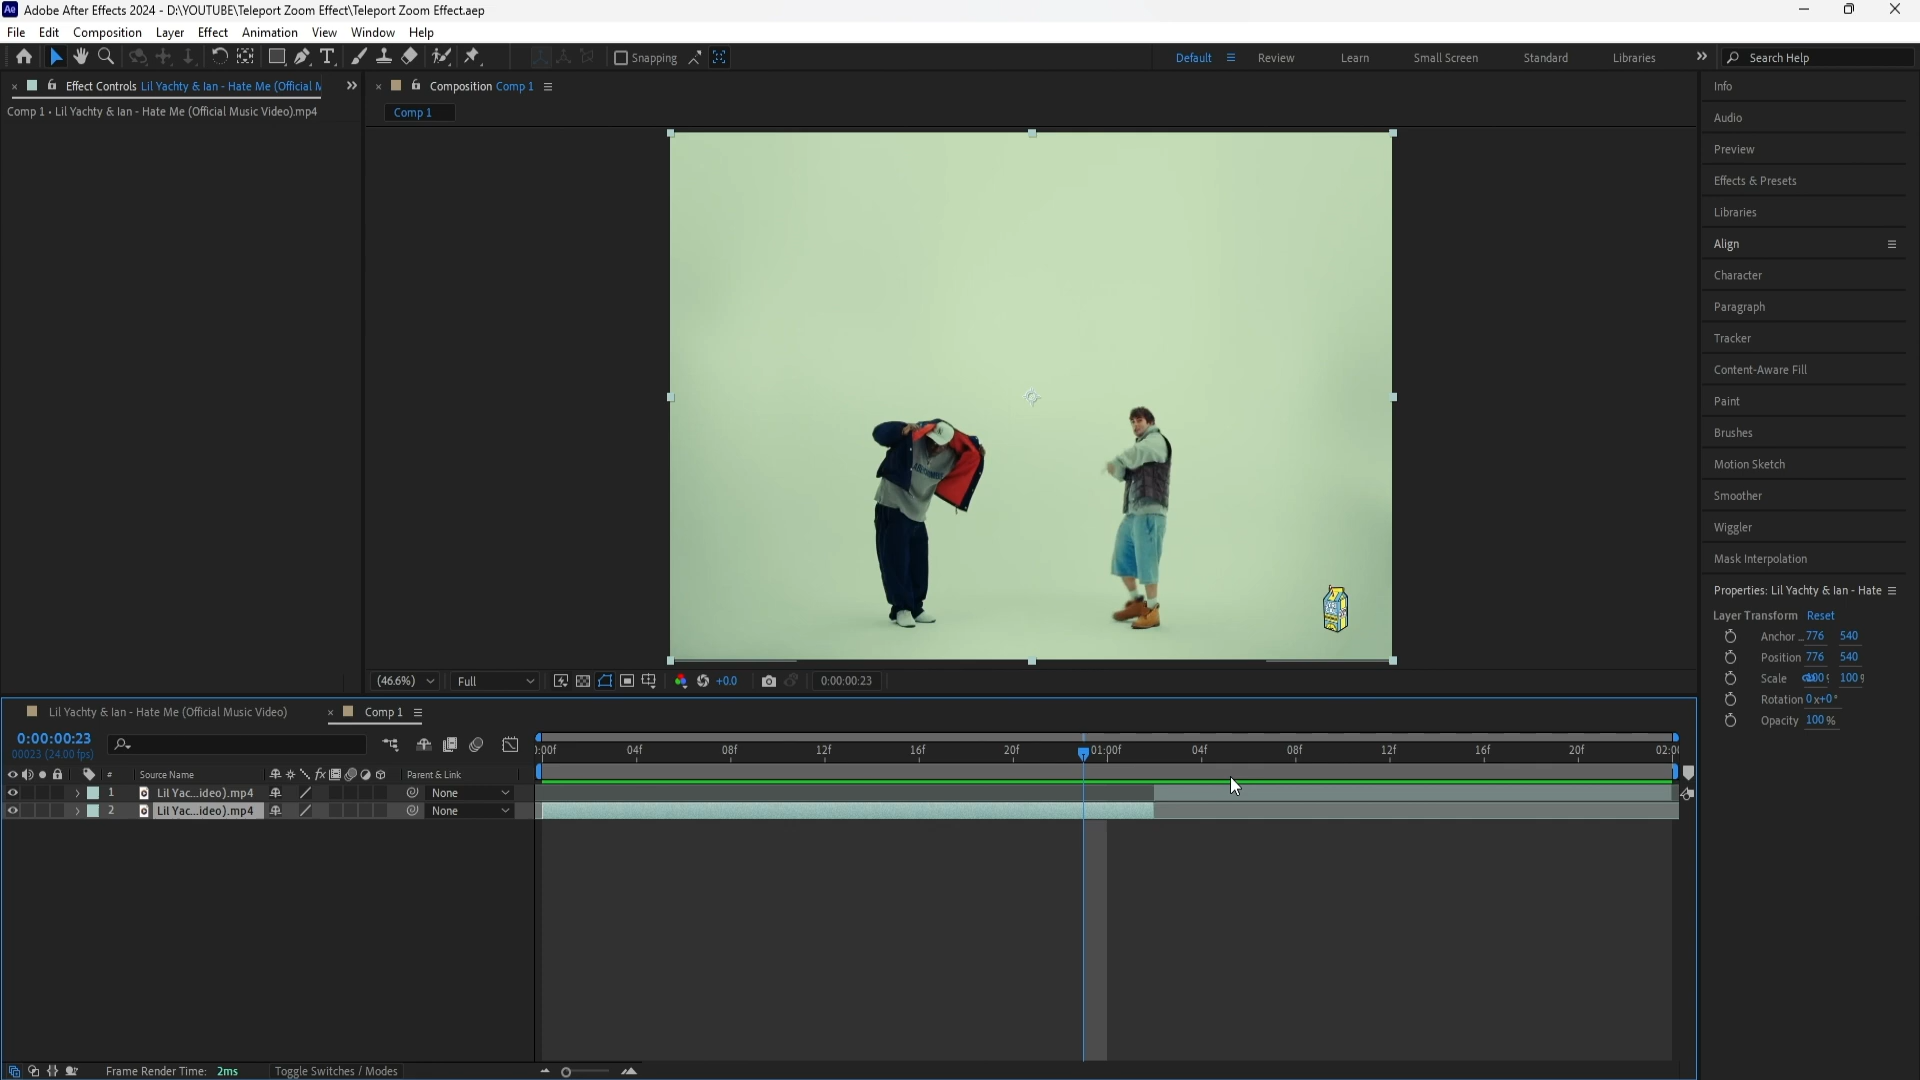 Adobe After Effects 2024 - D:\YOUTUBE\Teleport Zoom Effect\Teleport Zoom Effect.aep
File Edit Composition Layer Effect Animation View Window Help
Snapping
Default Review Learn Small Screen Standard Libraries Search Help
Effect Controls Lil Yachty & Ian - Hate Me (Official M
Composition Comp 1
Comp 1 • Lil Yachty & Ian - Hate Me (Official Music Video).mp4
Comp 1
Info
Audio
Preview
Effects & Presets
Libraries
Align
Character
Paragraph
Tracker
Content-Aware Fill
Paint
Brushes
Motion Sketch
Smoother
Wiggler
Mask Interpolation
Properties: Lil Yachty & Ian - Hate
Layer Transform Reset
Anchor 776 540
Position 776 540
Scale 100 100
Rotation 0x+0°
Opacity 100 %
(46.6%) Full +0.0 0:00:00:23
Lil Yachty & Ian - Hate Me (Official Music Video) Comp 1
0:00:00:23
00023 (24.00 fps)
:00f 04f 08f 12f 16f 20f 01:00f 04f 08f 12f 16f 20f 02:0
# Source Name Parent & Link
1 Lil Yac...ideo).mp4 None
2 Lil Yac...ideo).mp4 None
Frame Render Time: 2ms Toggle Switches / Modes